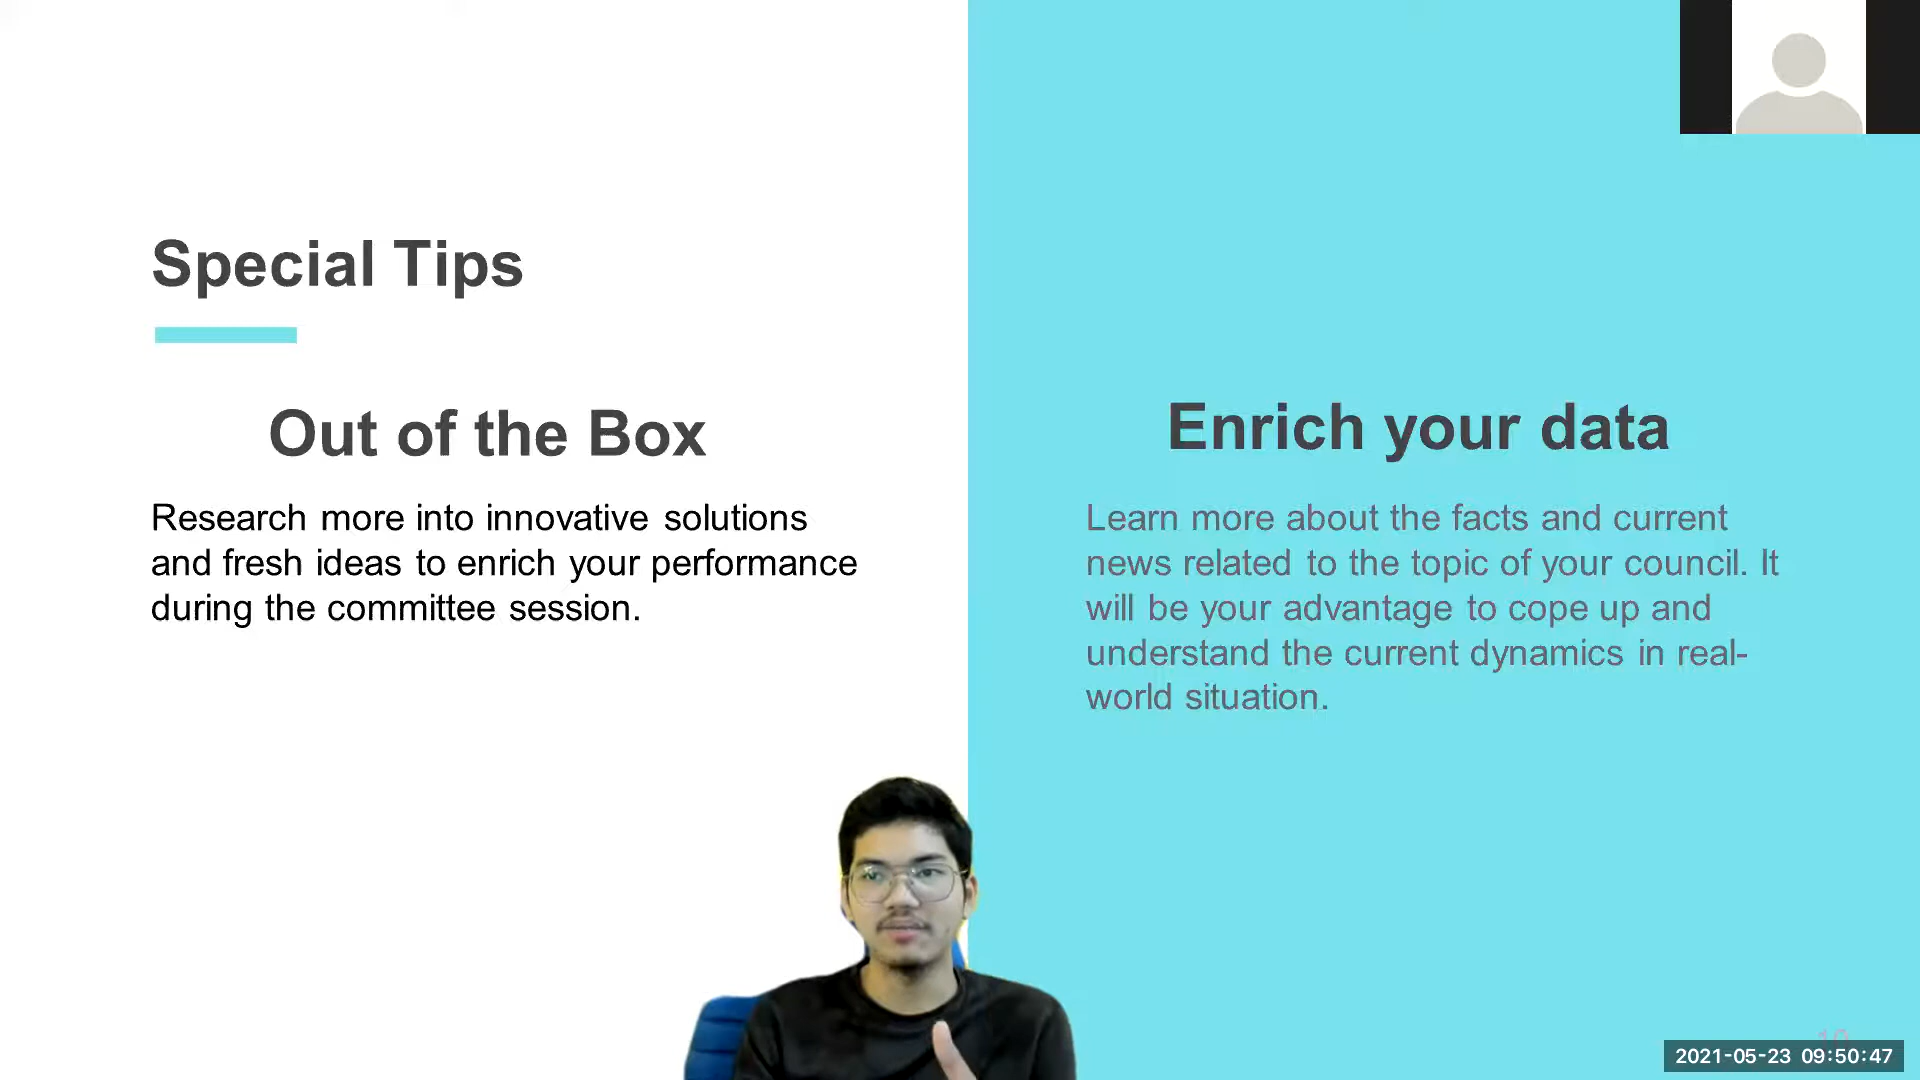 Special Tips
Out of the Box
Research more into innovative solutions
and fresh ideas to enrich your performance
during the committee session.
Enrich your data
Learn more about the facts and current
news related to the topic of your council. It
will be your advantage to cope up and
understand the current dynamics in real-
world situation.
2021-05-23 09:50:47